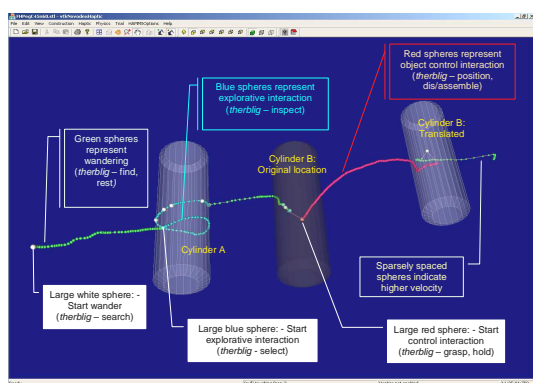 File Edit View Construction Haptic Physics Trial HAPIMSOptions Help
Red spheres represent
object control interaction
(therblig – position,
dis/assemble)
Blue spheres represent
explorative interaction
(therblig – inspect)
Green spheres
represent
wandering
(therblig – find,
rest)
Cylinder B:
Translated
Cylinder B:
Original location
Cylinder A
Sparsely spaced
spheres indicate
higher velocity
Large white sphere: -
Start wander
(therblig – search)
Large blue sphere: - Start
explorative interaction
(therblig - select)
Large red sphere: - Start
control interaction
(therblig – grasp, hold)